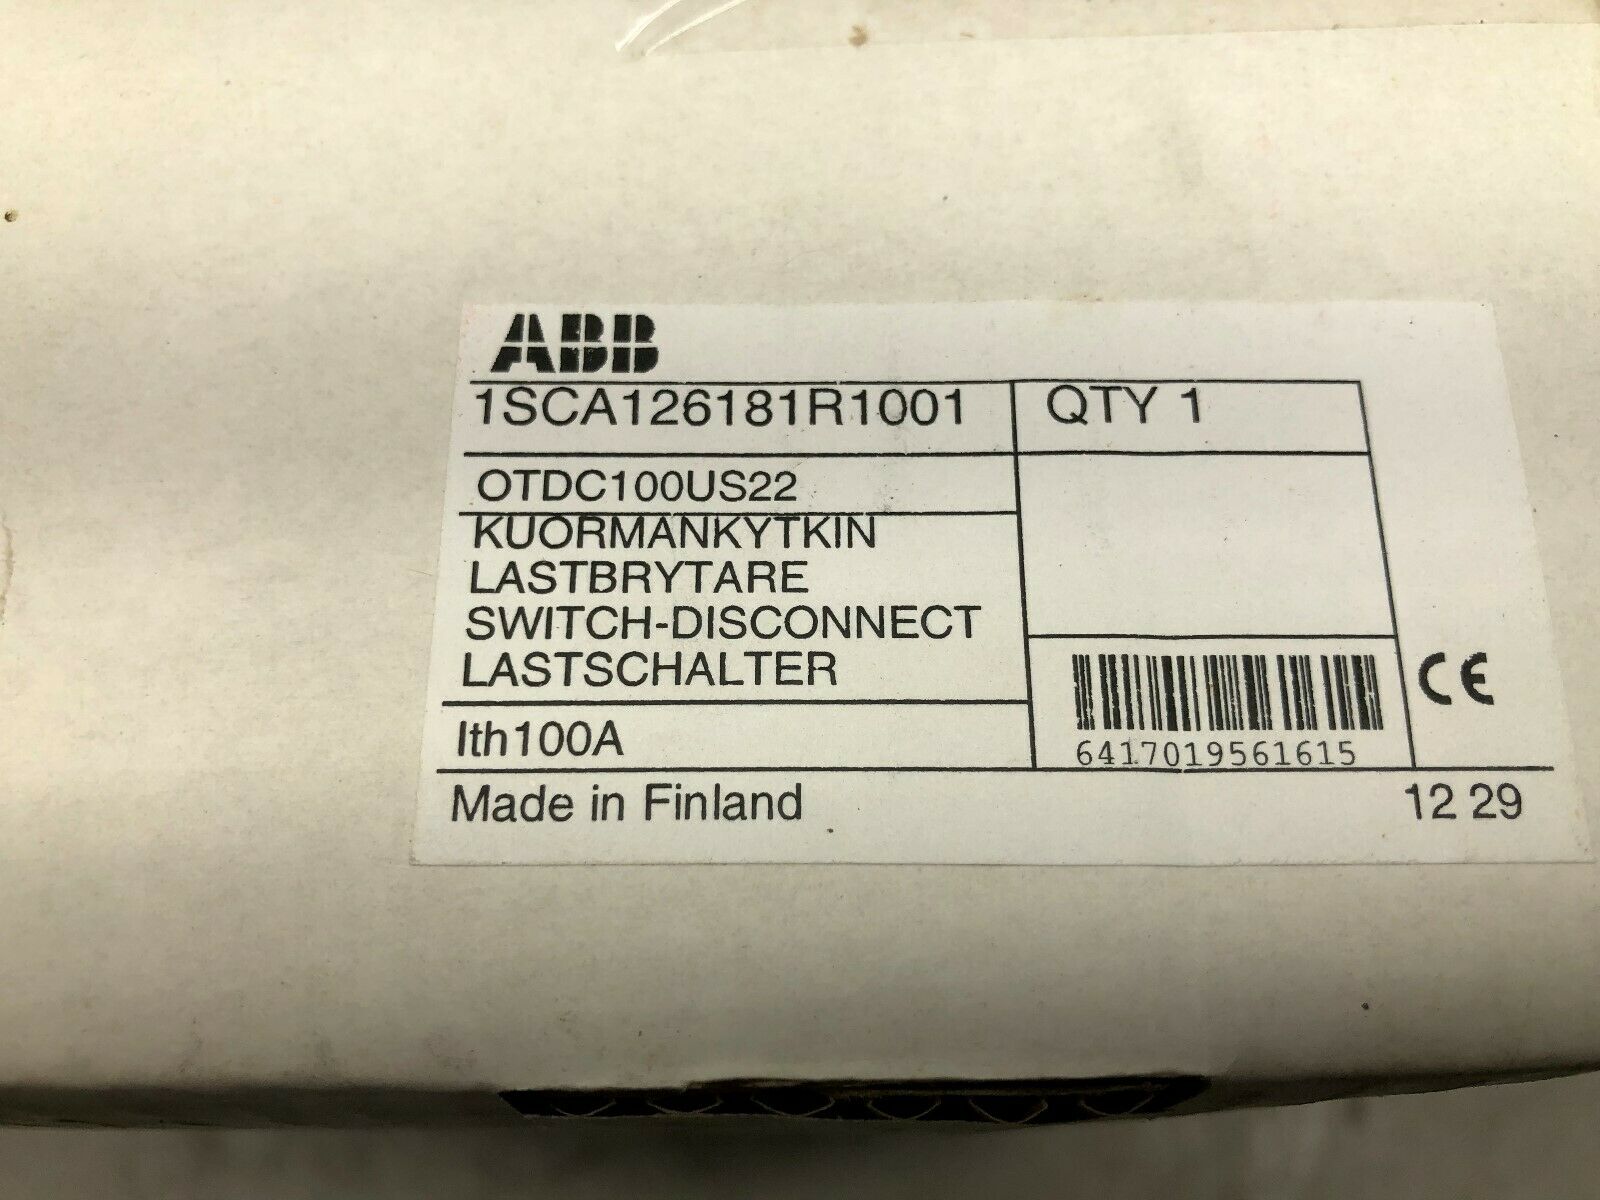 ABB
1SCA126181R1001
QTY 1
OTDC100US22
KUORMANKYTKIN
LASTBRYTARE
SWITCH-DISCONNECT
LASTSCHALTER
Ith100A
6417019561615
CE
Made in Finland
12 29